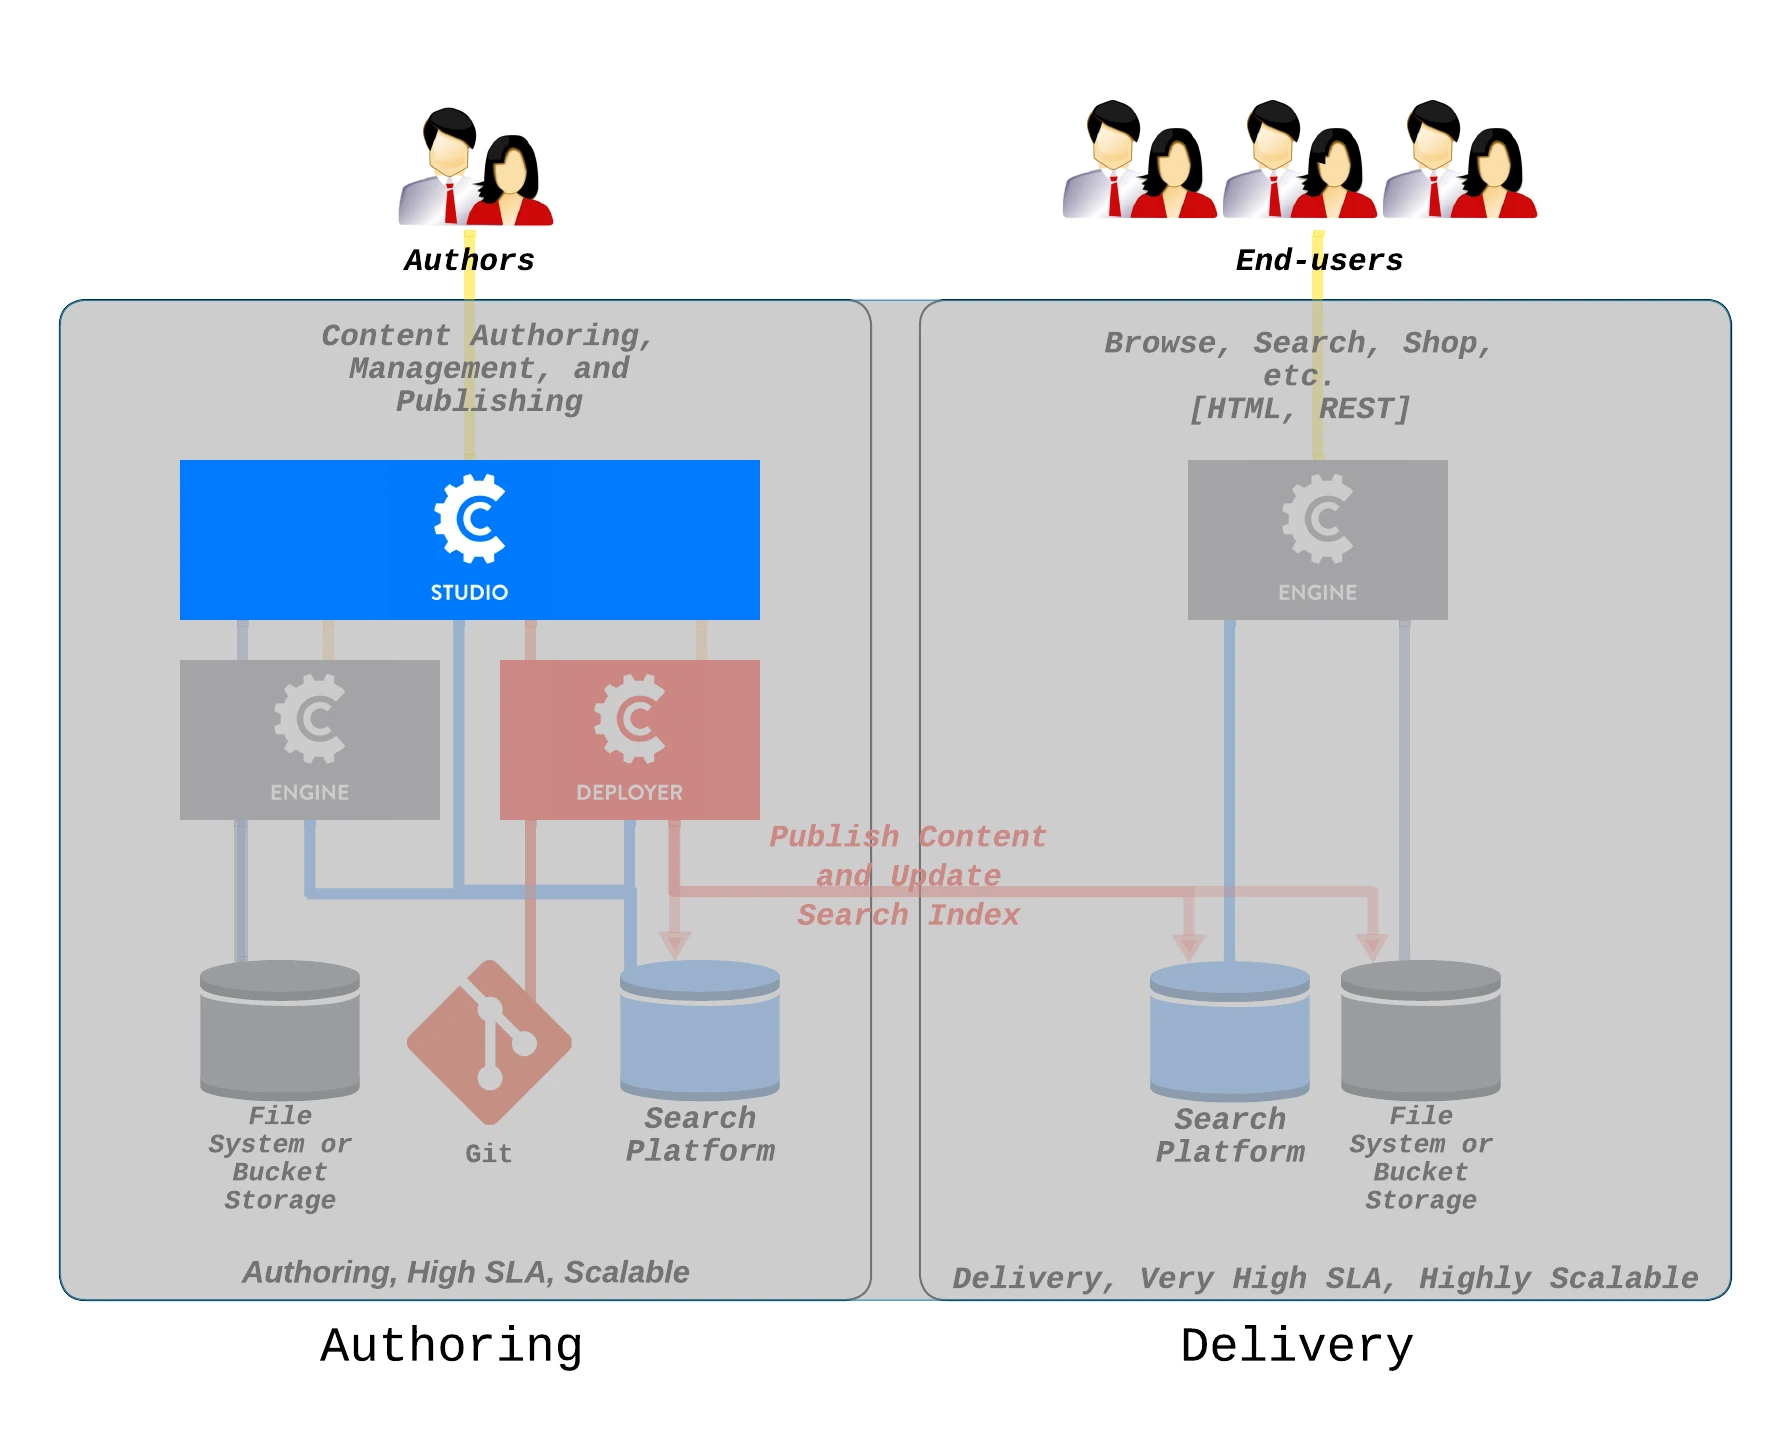 Authors
End-users
Content Authoring,
Management, and
Publishing
Browse, Search, Shop,
etc.
[HTML, REST]
STUDIO
ENGINE
ENGINE
DEPLOYER
Publish Content
and Update
Search Index
File
System or
Bucket
Storage
Git
Search
Platform
Search
Platform
File
System or
Bucket
Storage
Authoring, High SLA, Scalable
Delivery, Very High SLA, Highly Scalable
Authoring
Delivery